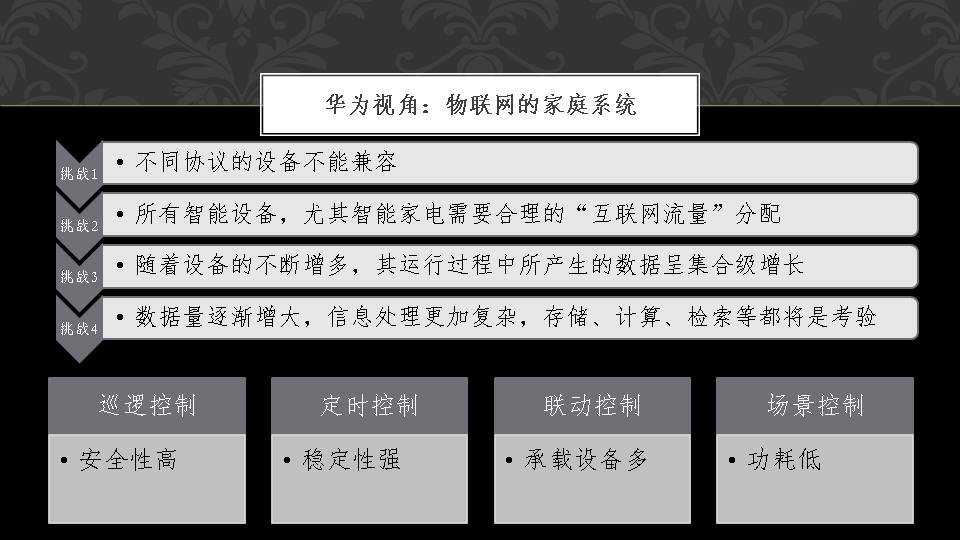 华为视角：物联网的家庭系统
挑战1
• 不同协议的设备不能兼容
挑战2
• 所有智能设备，尤其智能家电需要合理的“互联网流量”分配
挑战3
• 随着设备的不断增多，其运行过程中所产生的数据呈集合级增长
挑战4
• 数据量逐渐增大，信息处理更加复杂，存储、计算、检索等都将是考验
巡逻控制
• 安全性高
定时控制
• 稳定性强
联动控制
• 承载设备多
场景控制
• 功耗低